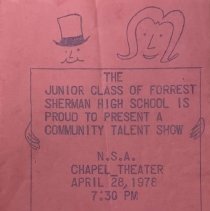 THE
JUNIOR CLASS OF FORREST
SHERMAN HIGH SCHOOL IS
PROUD TO PRESENT A
COMMUNITY TALENT SHOW
N.S.A.
CHAPEL THEATER
APRIL 28, 1978
7:30 PM